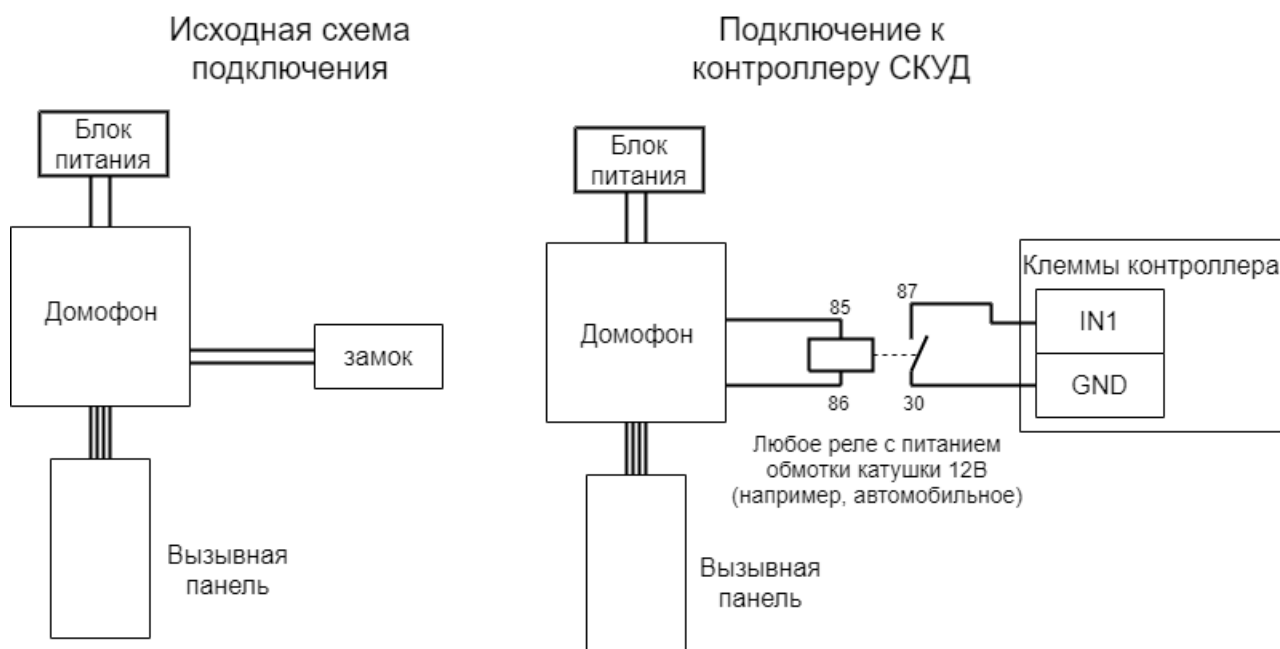 Исходная схема
подключения
Блок
питания
Домофон
замок
Вызывная
панель
Подключение к
контроллеру СКУД
Блок
питания
Домофон
85
86
87
30
Клеммы контроллера
IN1
GND
Любое реле с питанием
обмотки катушки 12В
(например, автомобильное)
Вызывная
панель